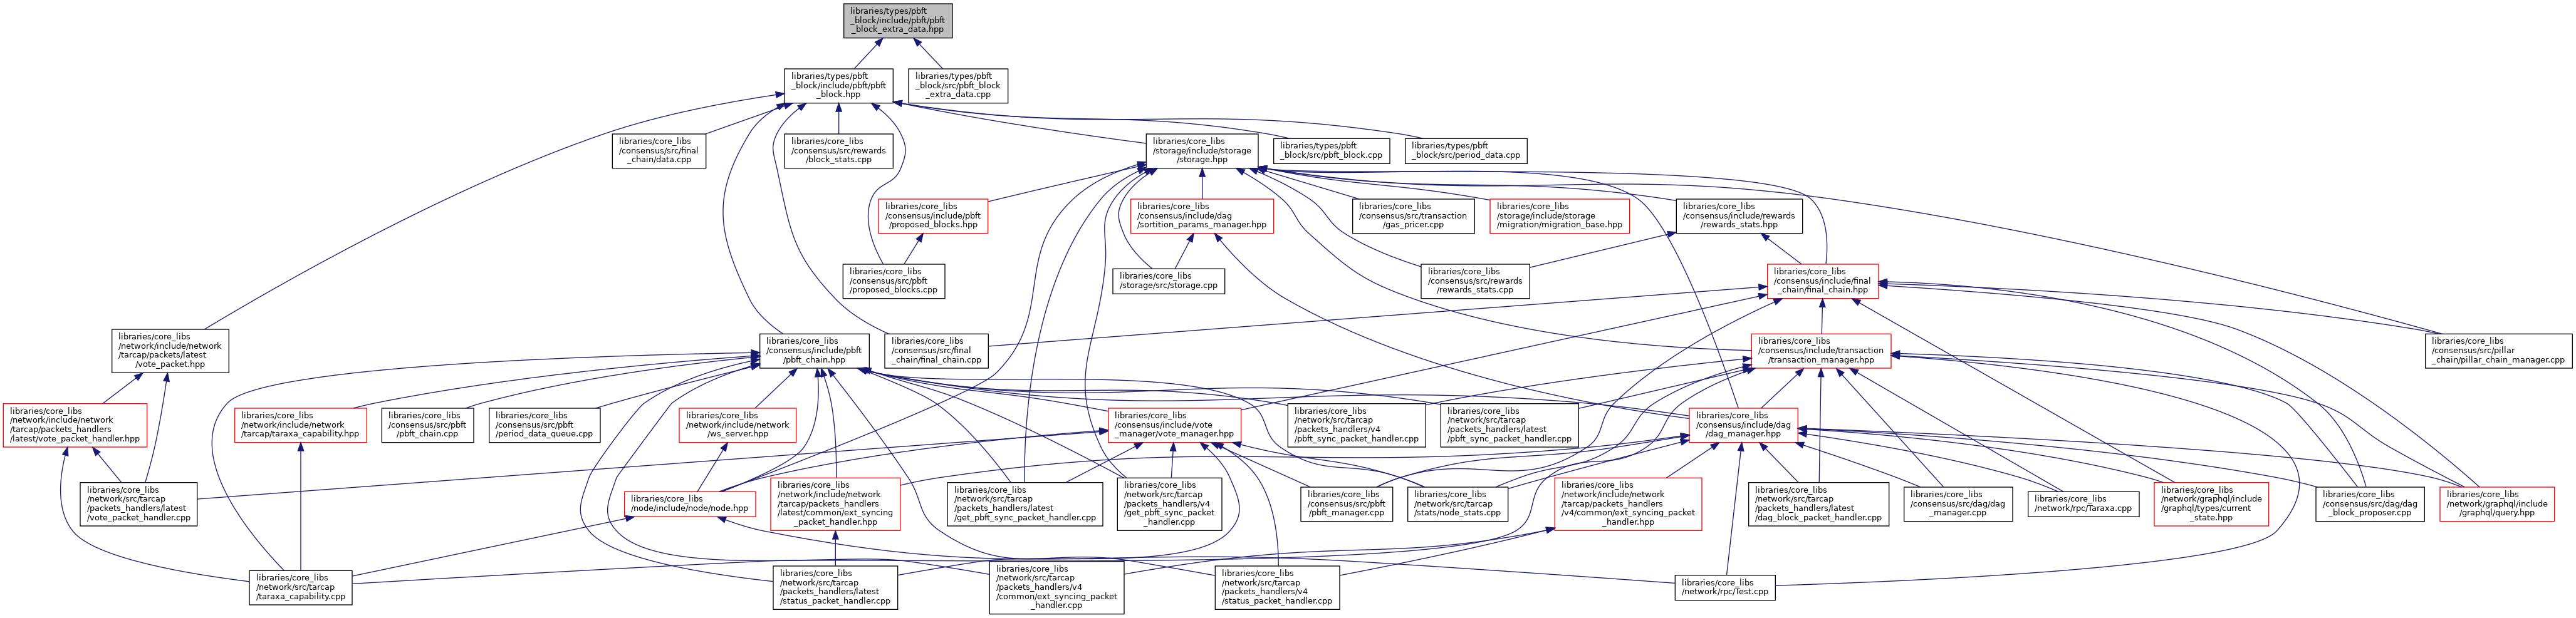 libraries/types/pbft
_block/include/pbft/pbft
_block_extra_data.hpp
libraries/types/pbft
_block/include/pbft/pbft
_block.hpp
libraries/types/pbft
_block/src/pbft_block
_extra_data.cpp
libraries/core_libs
/consensus/src/final
_chain/data.cpp
libraries/core_libs
/consensus/src/rewards
/block_stats.cpp
libraries/core_libs
/storage/include/storage
/storage.hpp
libraries/types/pbft
_block/src/pbft_block.cpp
libraries/types/pbft
_block/src/period_data.cpp
libraries/core_libs
/consensus/include/pbft
/proposed_blocks.hpp
libraries/core_libs
/consensus/include/dag
/sortition_params_manager.hpp
libraries/core_libs
/consensus/src/transaction
/gas_pricer.cpp
libraries/core_libs
/storage/include/storage
/migration/migration_base.hpp
libraries/core_libs
/consensus/include/rewards
/rewards_stats.hpp
libraries/core_libs
/consensus/src/pbft
/proposed_blocks.cpp
libraries/core_libs
/storage/src/storage.cpp
libraries/core_libs
/consensus/src/rewards
/rewards_stats.cpp
libraries/core_libs
/consensus/include/final
_chain/final_chain.hpp
libraries/core_libs
/network/include/network
/tarcap/packets/latest
/vote_packet.hpp
libraries/core_libs
/consensus/include/pbft
/pbft_chain.hpp
libraries/core_libs
/consensus/src/final
_chain/final_chain.cpp
libraries/core_libs
/consensus/include/transaction
/transaction_manager.hpp
libraries/core_libs
/consensus/src/pillar
_chain/pillar_chain_manager.cpp
libraries/core_libs
/network/include/network
/tarcap/packets_handlers
/latest/vote_packet_handler.hpp
libraries/core_libs
/network/include/network
/tarcap/taraxa_capability.hpp
libraries/core_libs
/consensus/src/pbft
/pbft_chain.cpp
libraries/core_libs
/consensus/src/pbft
/period_data_queue.cpp
libraries/core_libs
/network/include/network
/ws_server.hpp
libraries/core_libs
/consensus/include/vote
_manager/vote_manager.hpp
libraries/core_libs
/network/src/tarcap
/packets_handlers/v4
/pbft_sync_packet_handler.cpp
libraries/core_libs
/network/src/tarcap
/packets_handlers/latest
/pbft_sync_packet_handler.cpp
libraries/core_libs
/consensus/include/dag
/dag_manager.hpp
libraries/core_libs
/network/src/tarcap
/packets_handlers/latest
/vote_packet_handler.cpp
libraries/core_libs
/node/include/node/node.hpp
libraries/core_libs
/network/include/network
/tarcap/packets_handlers
/latest/common/ext_syncing
_packet_handler.hpp
libraries/core_libs
/network/src/tarcap
/packets_handlers/latest
/get_pbft_sync_packet_handler.cpp
libraries/core_libs
/network/src/tarcap
/packets_handlers/v4
/get_pbft_sync_packet
_handler.cpp
libraries/core_libs
/consensus/src/pbft
/pbft_manager.cpp
libraries/core_libs
/network/src/tarcap
/stats/node_stats.cpp
libraries/core_libs
/network/include/network
/tarcap/packets_handlers
/v4/common/ext_syncing_packet
_handler.hpp
libraries/core_libs
/network/src/tarcap
/packets_handlers/latest
/dag_block_packet_handler.cpp
libraries/core_libs
/consensus/src/dag/dag
_manager.cpp
libraries/core_libs
/network/rpc/Taraxa.cpp
libraries/core_libs
/network/graphql/include
/graphql/types/current
_state.hpp
libraries/core_libs
/consensus/src/dag/dag
_block_proposer.cpp
libraries/core_libs
/network/graphql/include
/graphql/query.hpp
libraries/core_libs
/network/src/tarcap
/taraxa_capability.cpp
libraries/core_libs
/network/src/tarcap
/packets_handlers/latest
/status_packet_handler.cpp
libraries/core_libs
/network/src/tarcap
/packets_handlers/v4
/common/ext_syncing_packet
_handler.cpp
libraries/core_libs
/network/src/tarcap
/packets_handlers/v4
/status_packet_handler.cpp
libraries/core_libs
/network/rpc/Test.cpp